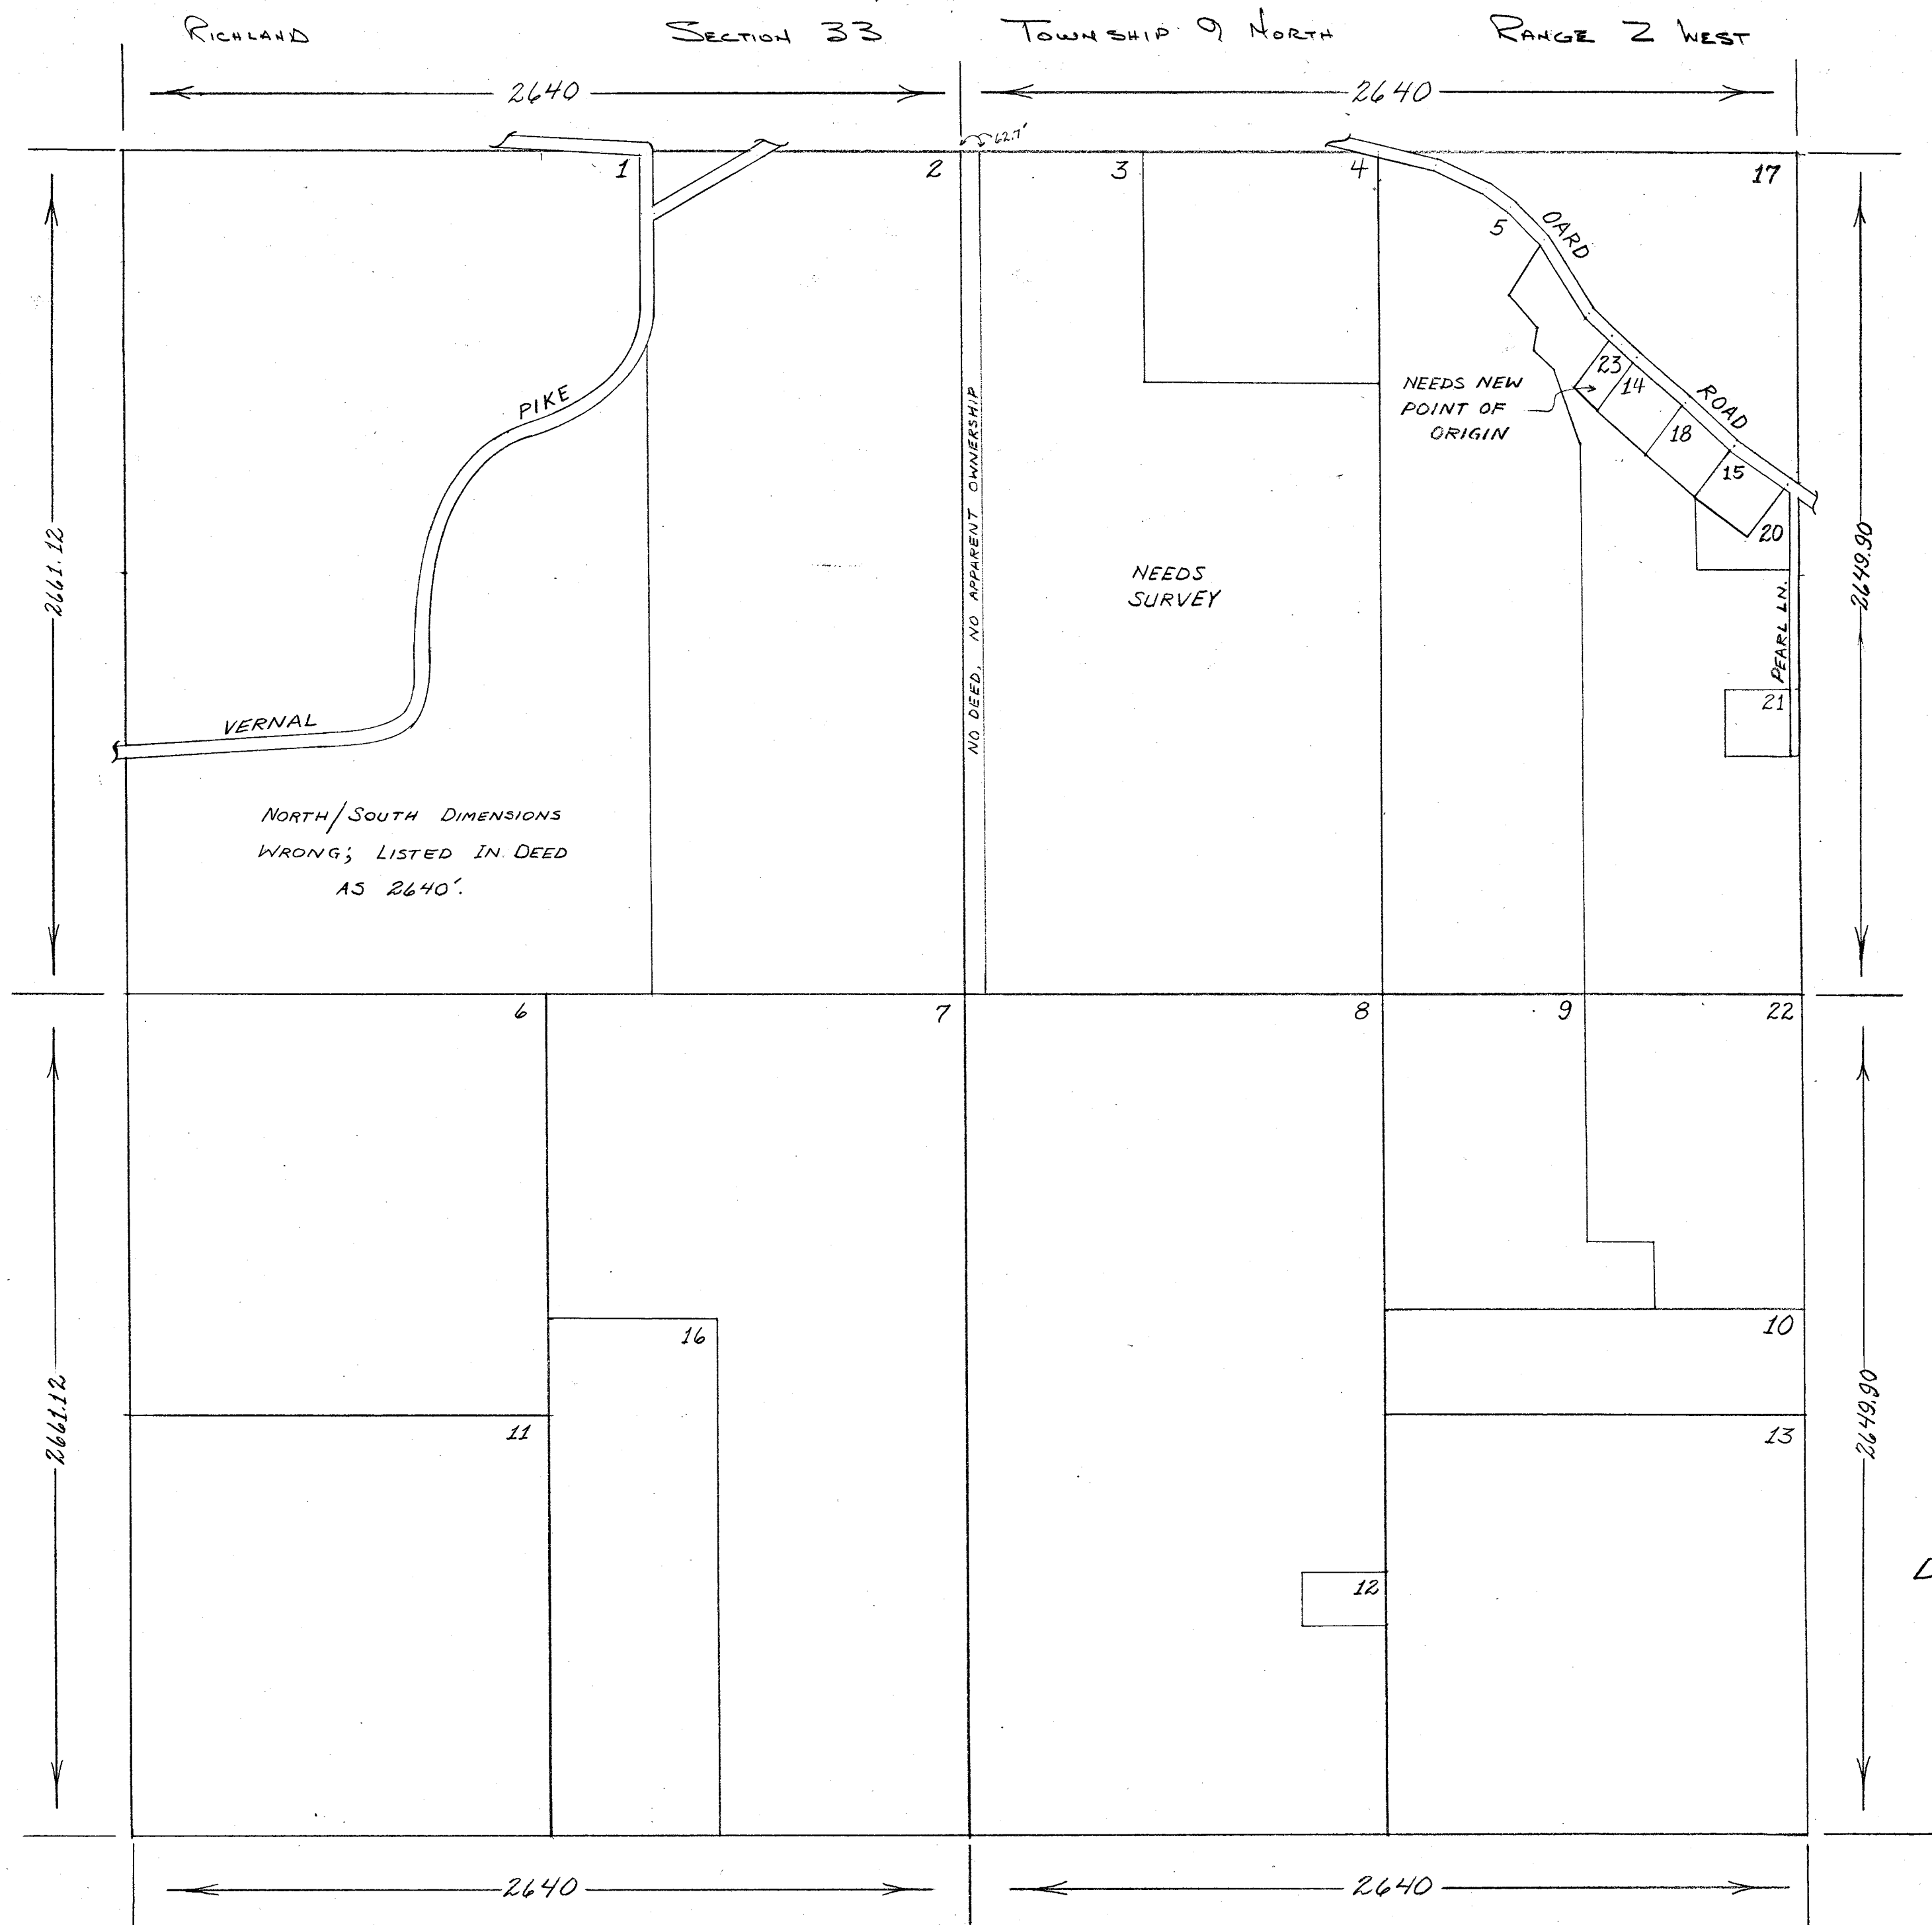 RICHLAND SECTION 33 TOWNSHIP 9 NORTH RANGE 2 WEST
2640 2640
62.7'
1 2 3 4 17
5
OARD
ROAD
23
14
18
15
20
NEEDS NEW
POINT OF
ORIGIN
PIKE
VERNAL
NO DEED, NO APPARENT OWNERSHIP
NEEDS
SURVEY
2661.12
2649.90
PEARL LN.
21
NORTH/SOUTH DIMENSIONS
WRONG; LISTED IN DEED
AS 2640'.
6 7 8 9 22
16
10
11
13
2661.12
2649.90
12
2640 2640